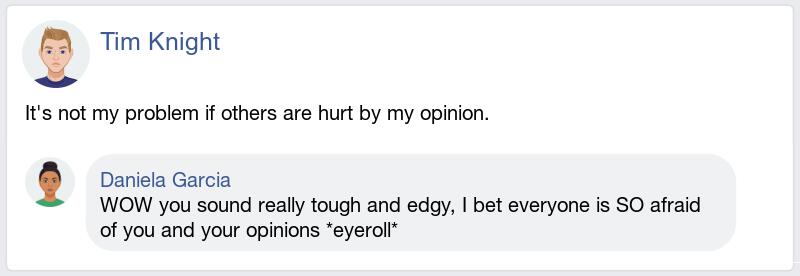 Tim Knight
It's not my problem if others are hurt by my opinion.
Daniela Garcia
WOW you sound really tough and edgy, I bet everyone is SO afraid
of you and your opinions *eyeroll*